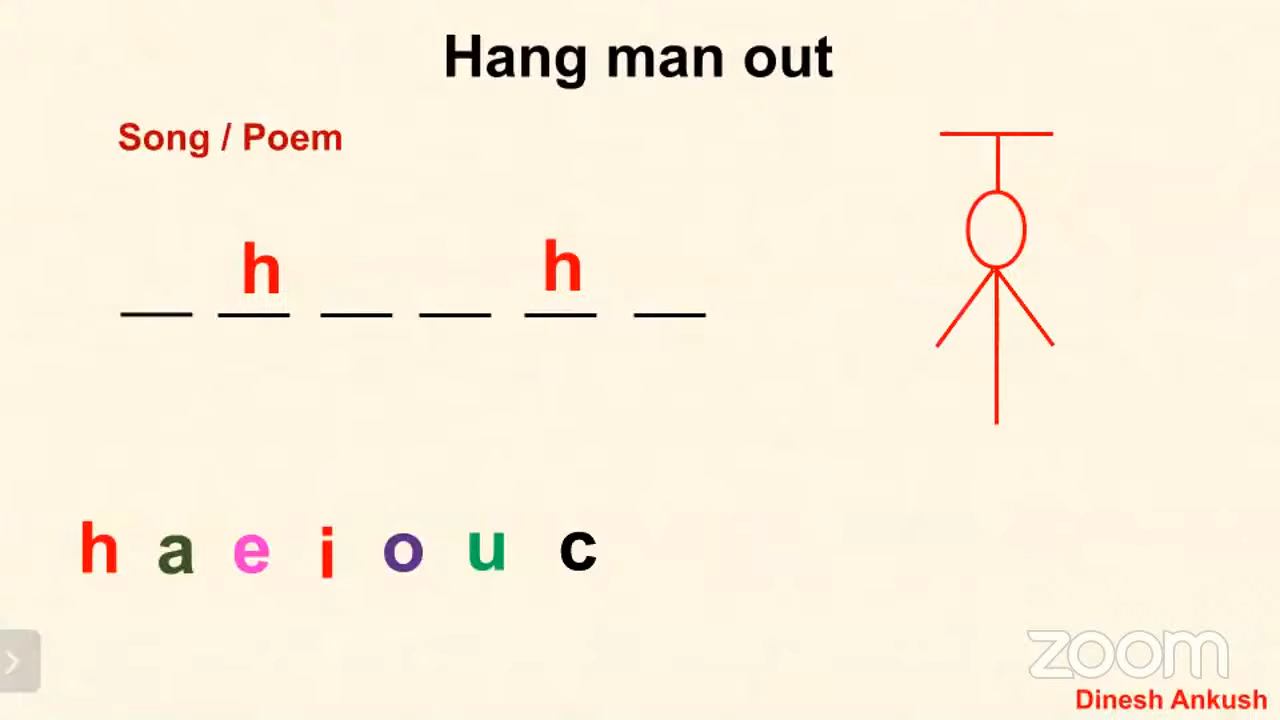 Hang man out
Song / Poem
h h
h a e i o u c
zoom
Dinesh Ankush